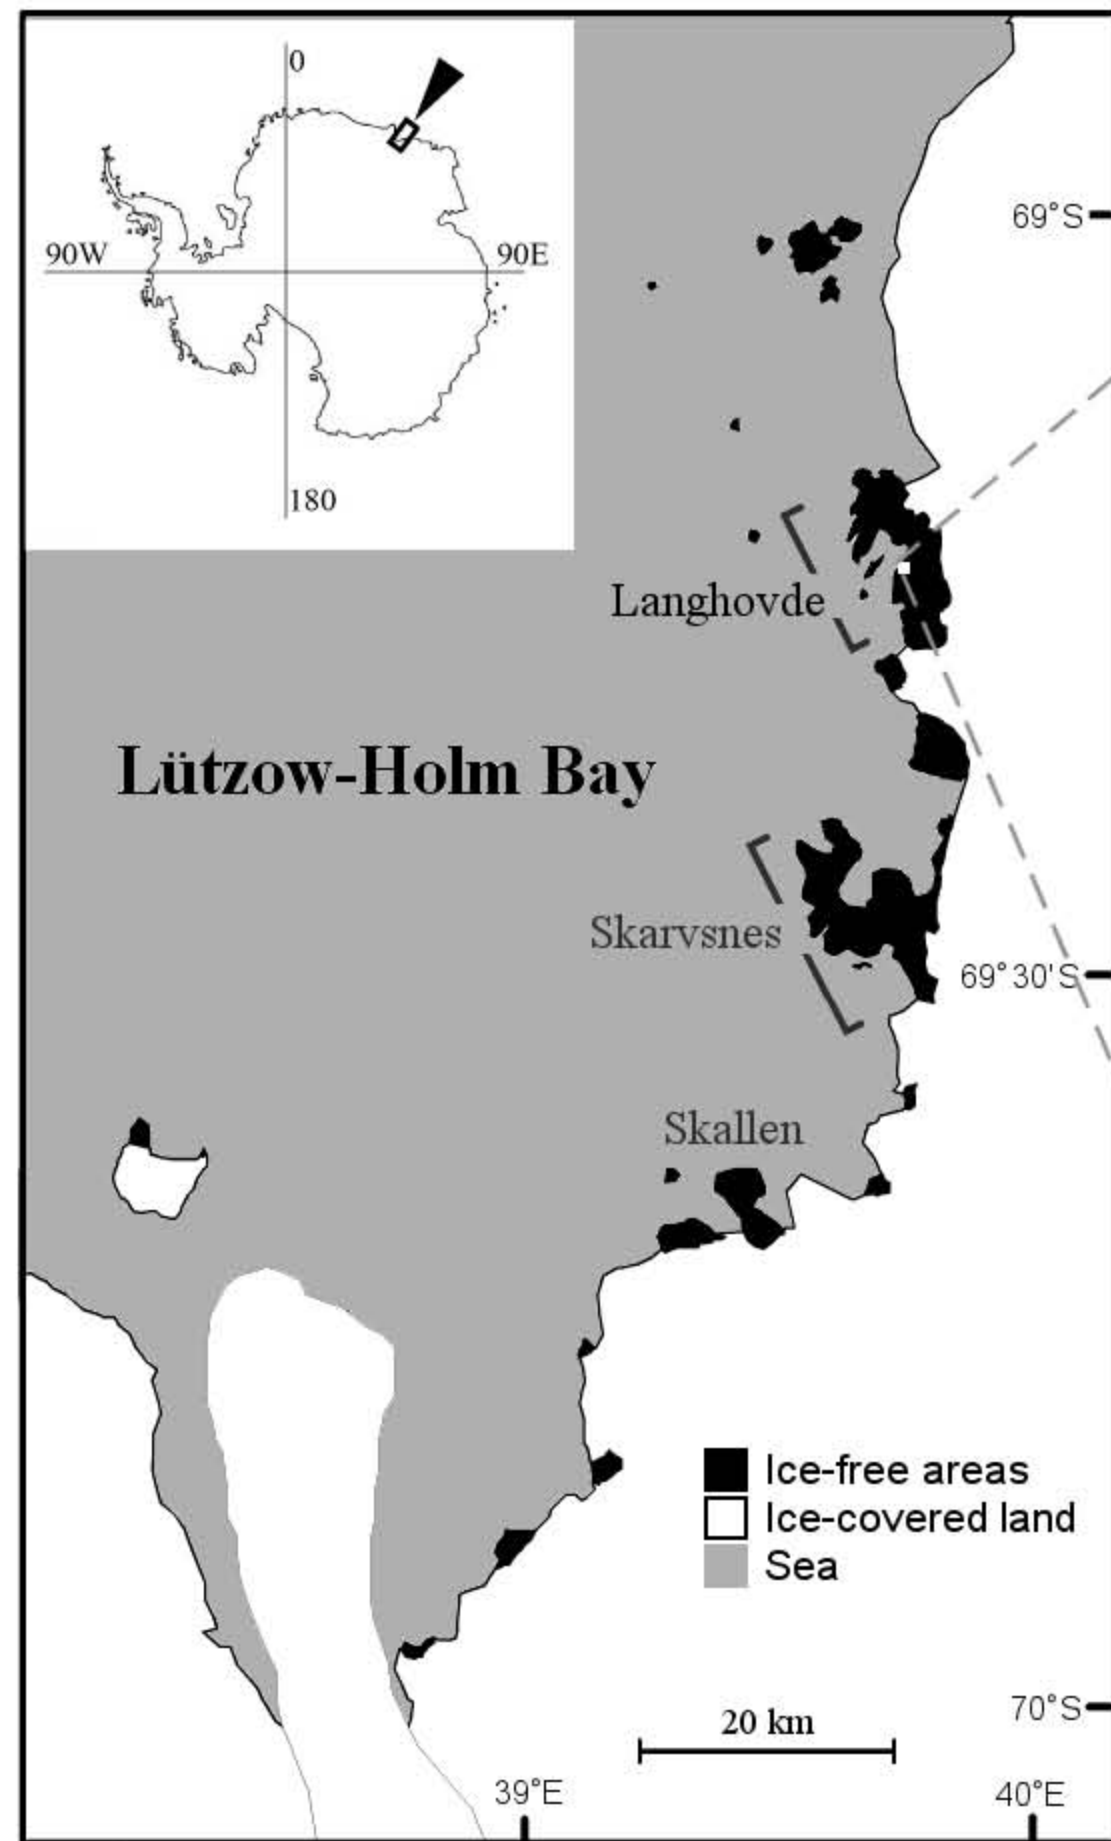 0
90W
90E
180
69°S
Langhovde
Lützow-Holm Bay
Skarvsnes
69°30'S
Skallen
Ice-free areas
Ice-covered land
Sea
70°S
20 km
39°E
40°E